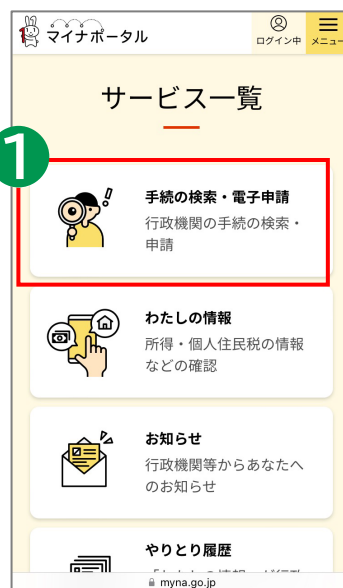 マイナポータル
ログイン中
メニュー
サービス一覧
1
手続の検索・電子申請
行政機関の手続の検索・
申請
わたしの情報
所得・個人住民税の情報
などの確認
お知らせ
行政機関等からあなたへ
のお知らせ
やりとり履歴
myna.go.jp